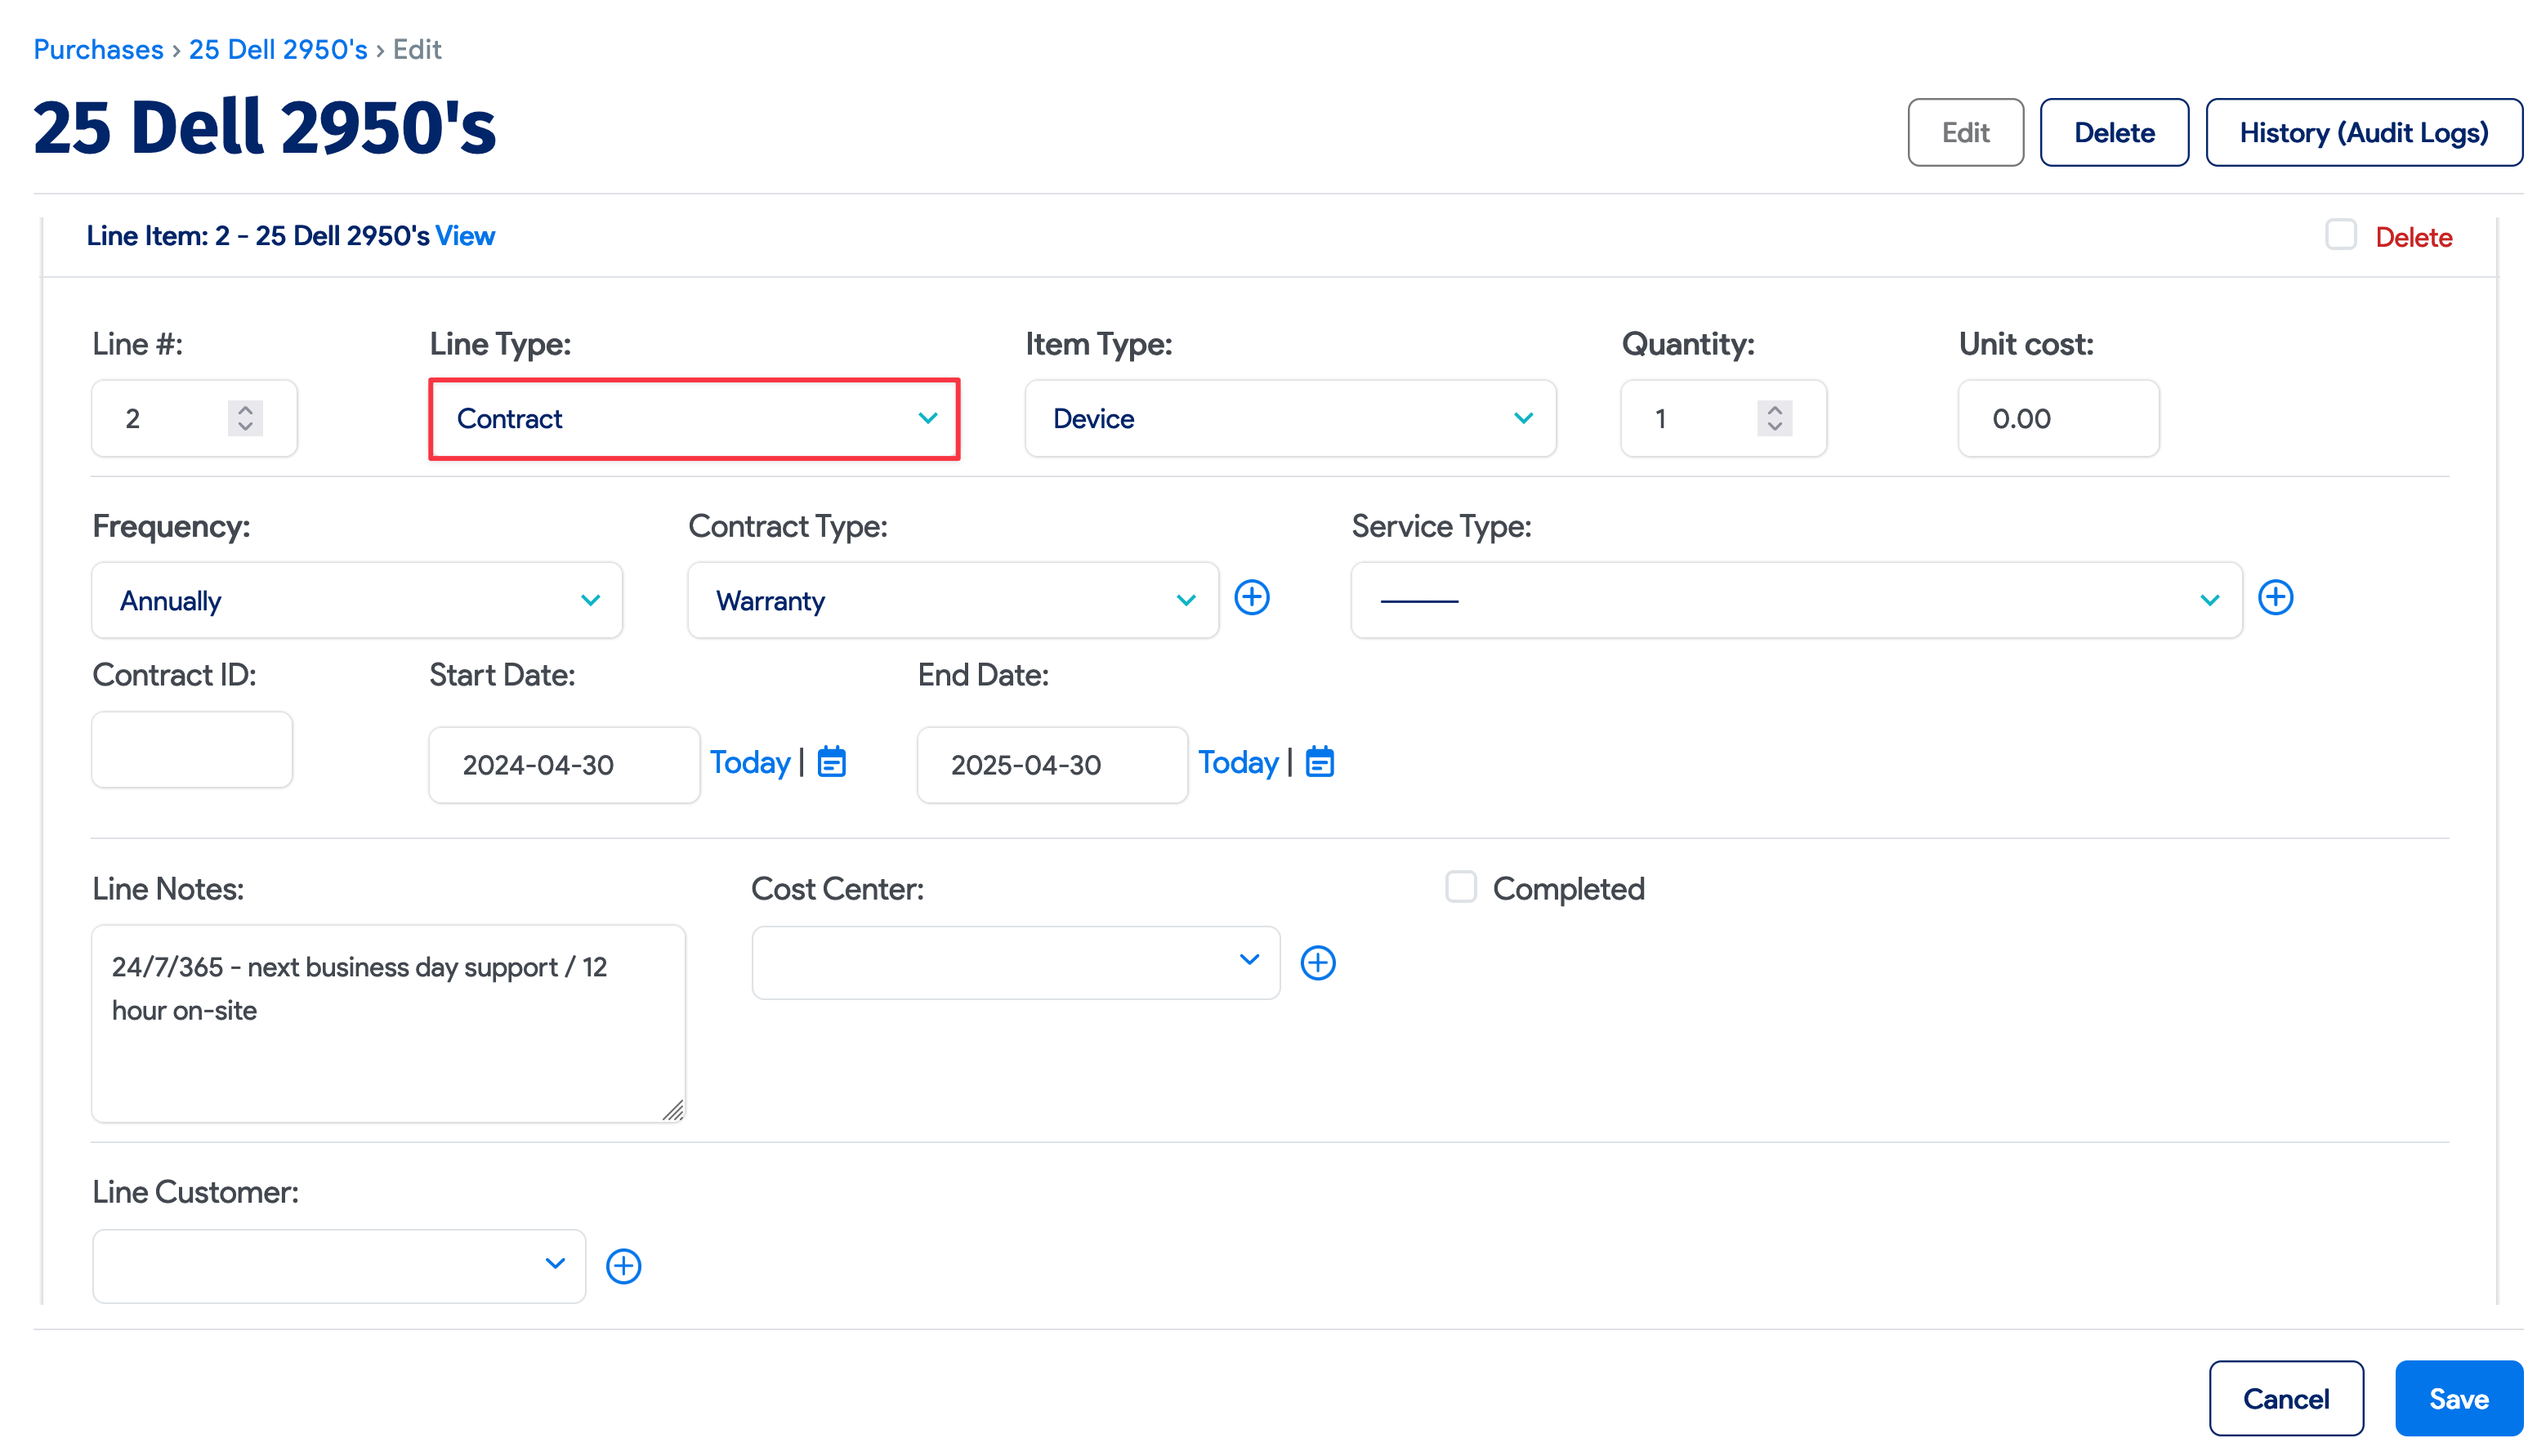 Purchases › 25 Dell 2950's › Edit
25 Dell 2950's
Edit Delete History (Audit Logs)
Line Item: 2 - 25 Dell 2950's View Delete
Line #: Line Type: Item Type: Quantity: Unit cost:
2 Contract Device 1 0.00
Frequency: Contract Type: Service Type:
Annually Warranty
Contract ID: Start Date: End Date:
2024-04-30 Today | 2025-04-30 Today |
Line Notes: Cost Center: Completed
24/7/365 - next business day support / 12
hour on-site
Line Customer:
Cancel Save